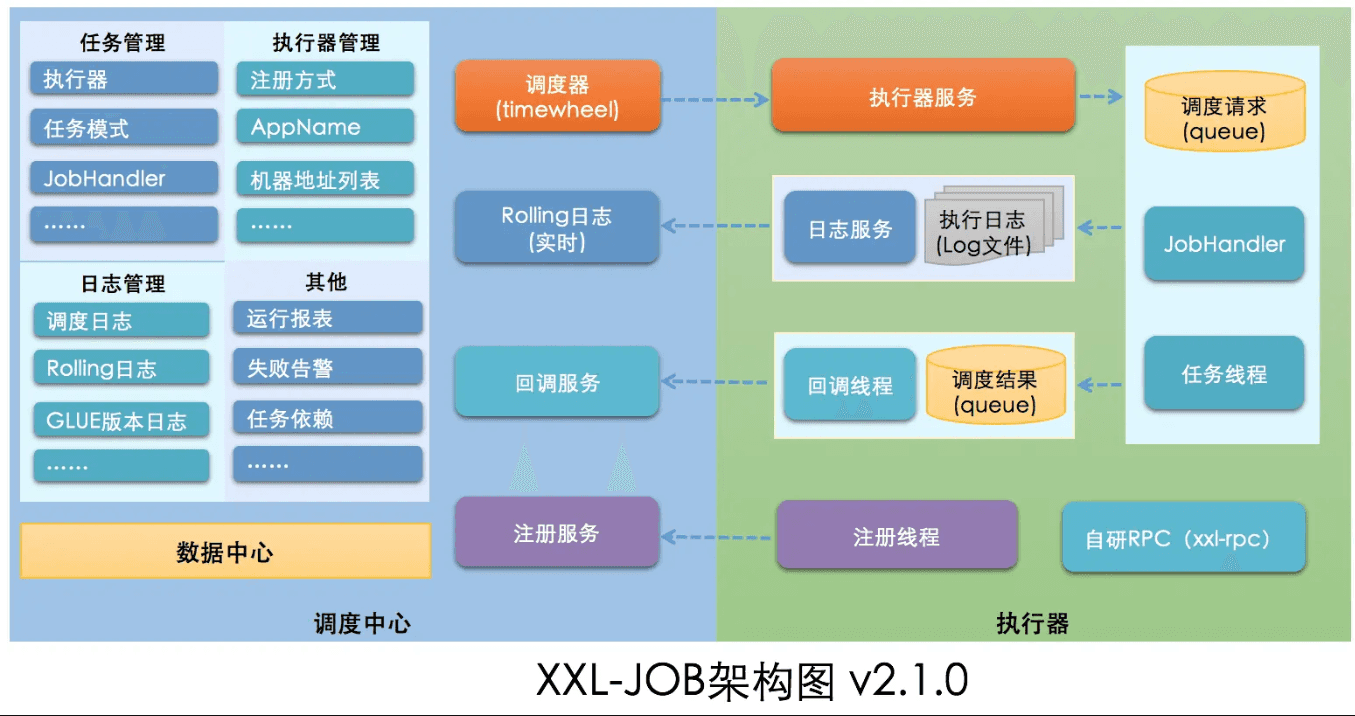 任务管理
执行器
任务模式
JobHandler
……
执行器管理
注册方式
AppName
机器地址列表
……
日志管理
调度日志
Rolling日志
GLUE版本日志
……
其他
运行报表
失败告警
任务依赖
……
数据中心
调度器
(timewheel)
Rolling日志
(实时)
回调服务
注册服务
调度中心
执行器服务
日志服务
执行日志
(Log文件)
回调线程
调度结果
(queue)
注册线程
调度请求
(queue)
JobHandler
任务线程
自研RPC（xxl-rpc）
执行器
XXL-JOB架构图 v2.1.0